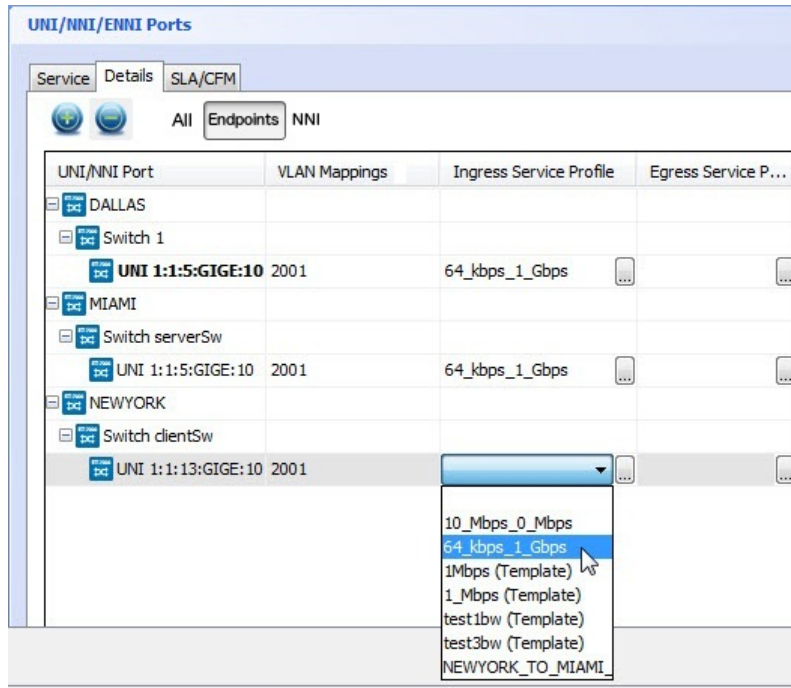 UNI/NNI/ENNI Ports
Service Details SLA/CFM
All Endpoints NNI
UNI/NNI Port VLAN Mappings Ingress Service Profile Egress Service P...
DALLAS
Switch 1
UNI 1:1:5:GIGE:10 2001 64_kbps_1_Gbps ... ...
MIAMI
Switch serverSw
UNI 1:1:5:GIGE:10 2001 64_kbps_1_Gbps ... ...
NEWYORK
Switch clientSw
UNI 1:1:13:GIGE:10 2001 ... ...
10_Mbps_0_Mbps
64_kbps_1_Gbps
1Mbps (Template)
1_Mbps (Template)
test1bw (Template)
test3bw (Template)
NEWYORK_TO_MIAMI_